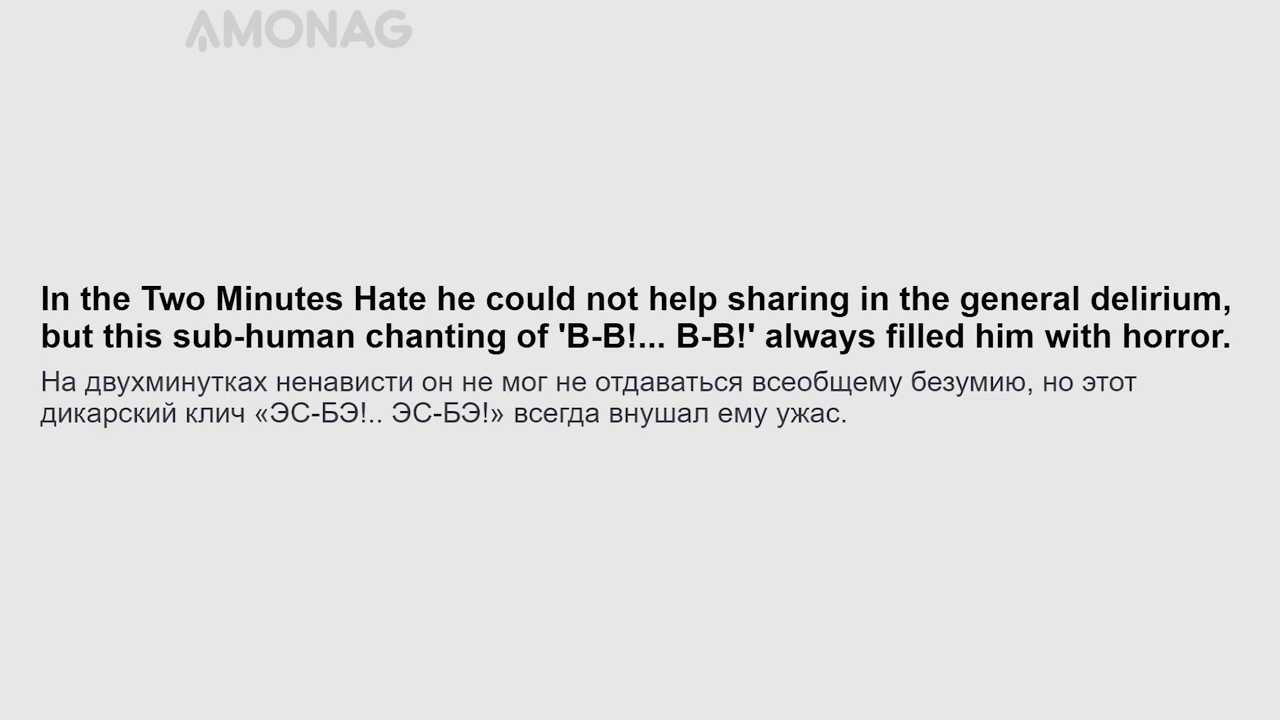 AMONAG
In the Two Minutes Hate he could not help sharing in the general delirium,
but this sub-human chanting of 'B-B!... B-B!' always filled him with horror.
На двухминутках ненависти он не мог не отдаваться всеобщему безумию, но этот
дикарский клич «ЭС-БЭ!.. ЭС-БЭ!» всегда внушал ему ужас.